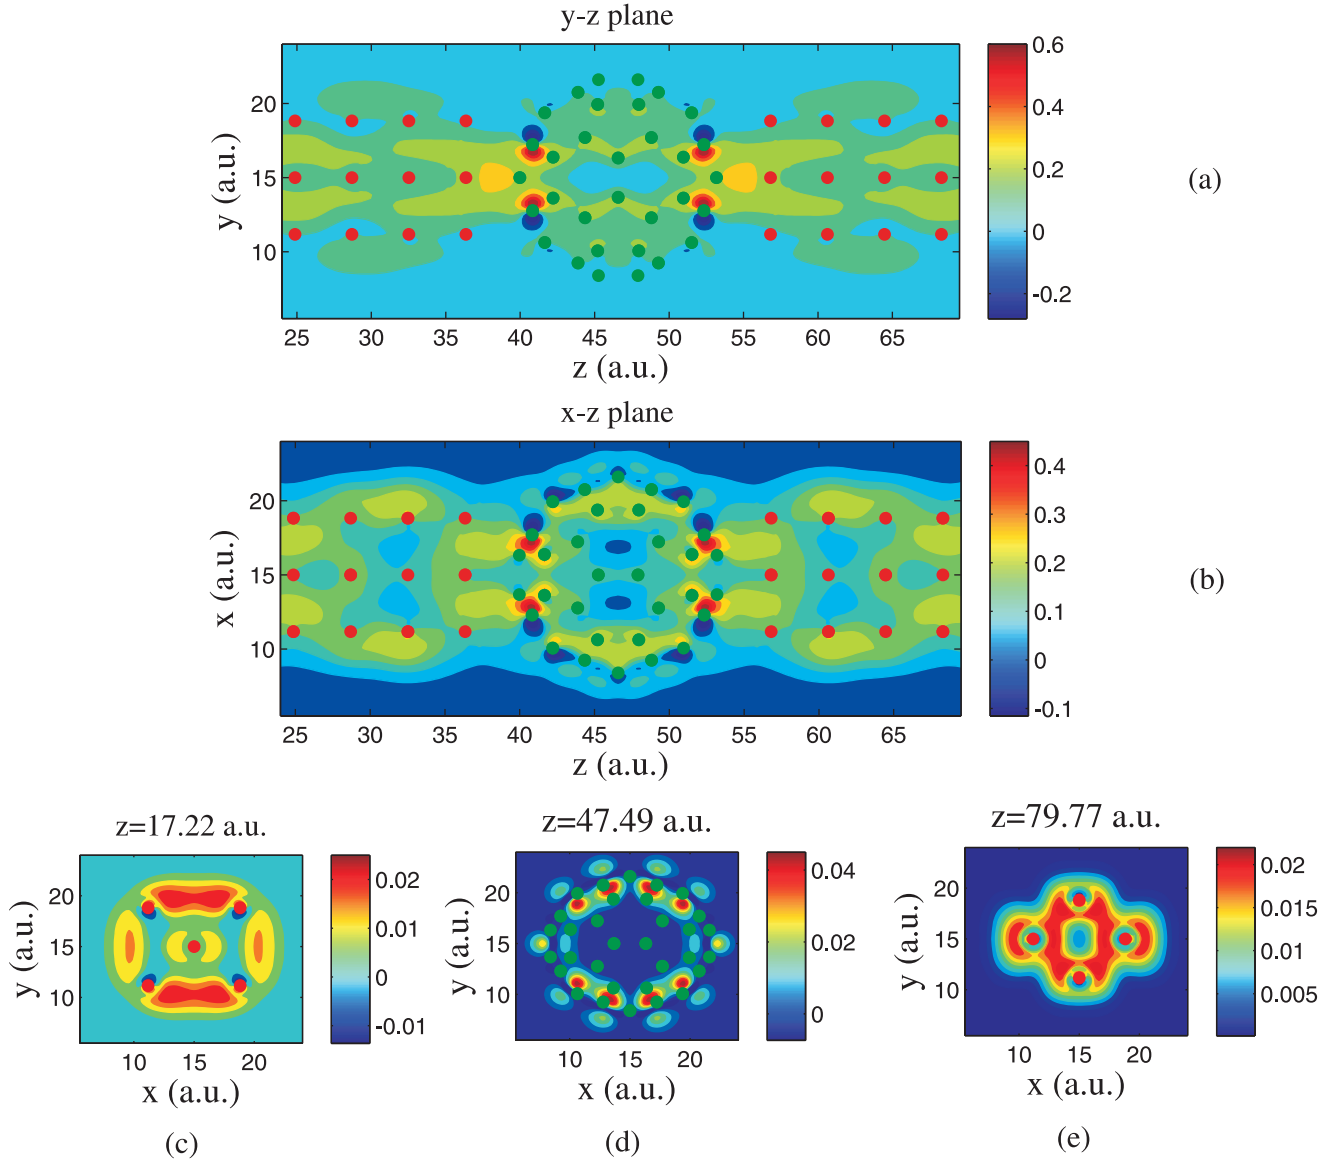 y-z plane
0.6
20
0.4
y (a.u.)
15
0.2
(a)
0
10
-0.2
25 30 35 40 45 50 55 60 65
z (a.u.)
x-z plane
0.4
20
0.3
x (a.u.)
15
0.2
(b)
0.1
10
0
-0.1
25 30 35 40 45 50 55 60 65
z (a.u.)
z=17.22 a.u.
20
y (a.u.)
15
10
10 15 20
x (a.u.)
0.02
0.01
0
-0.01
(c)
z=47.49 a.u.
20
y (a.u.)
15
10
10 15 20
x (a.u.)
0.04
0.02
0
(d)
z=79.77 a.u.
20
y (a.u.)
15
10
10 15 20
x (a.u.)
0.02
0.015
0.01
0.005
(e)